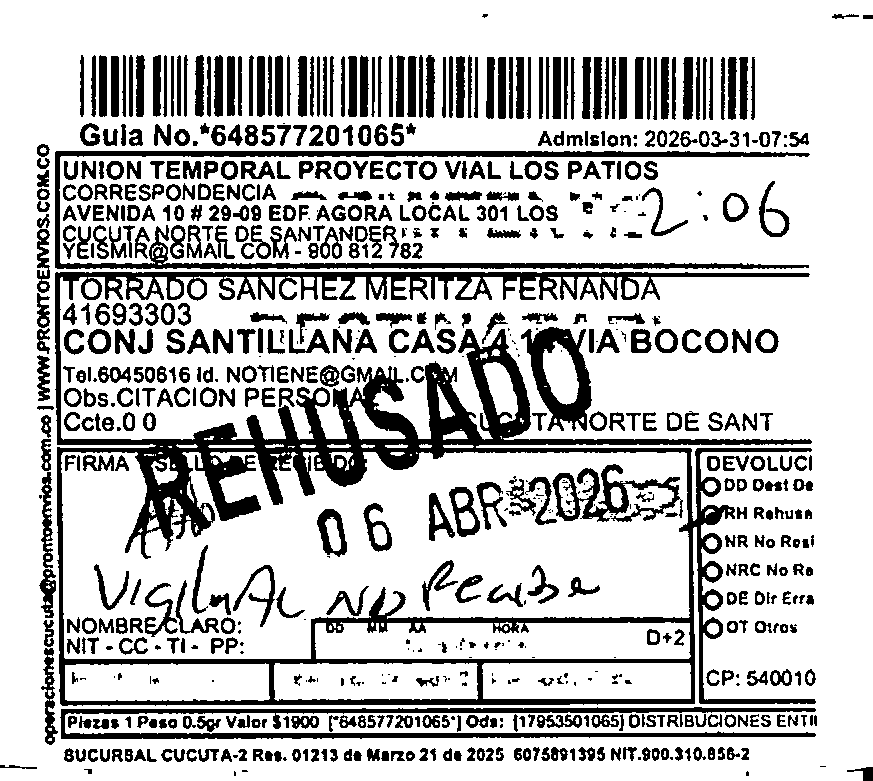 Guia No.*648577201065*
Admision: 2026-03-31-07:54
operacionescucuta@prontoenvios.com.co | WWW.PRONTOENVIOS.COM.CO
UNION TEMPORAL PROYECTO VIAL LOS PATIOS
CORRESPONDENCIA
AVENIDA 10 # 29-09 EDF AGORA LOCAL 301 LOS
CUCUTA NORTE DE SANTANDER
YEISMIR@GMAIL COM - 900 812 782
2:06
TORRADO SANCHEZ MERITZA FERNANDA
41693303
CONJ SANTILLANA CASA 4 VIA BOCONO
Tel.60450616 Id. NOTIENE@GMAIL.COM
Obs.CITACION PERSONAL
Ccte.0 0 CUCUTA NORTE DE SANT
REHUSADO
06 ABR 2026
FIRMA Y SELLO DE RECIBIDO:
Vigilante NO Recibe
NOMBRE CLARO:
NIT - CC - TI - PP:
DD MM AA HORA
D+2
DEVOLUCI
DD Dest De
RH Rehusa
NR No Resi
NRC No Re
DE Dir Erra
OT Otros
CP: 540010
Piezas 1 Peso 0.5gr Valor $1900 [*648577201065*] Ods: [17953501065] DISTRIBUCIONES ENTI
SUCURSAL CUCUTA-2 Res. 01213 de Marzo 21 de 2025 6075891395 NIT.900.310.856-2